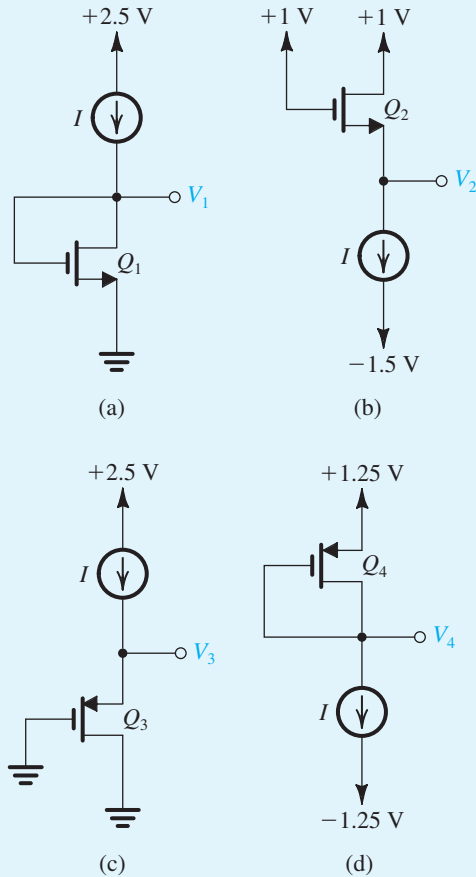 +2.5 V
I
V1
Q1
(a)
+1 V +1 V
Q2
V2
I
−1.5 V
(b)
+2.5 V
I
V3
Q3
(c)
+1.25 V
Q4
V4
I
−1.25 V
(d)